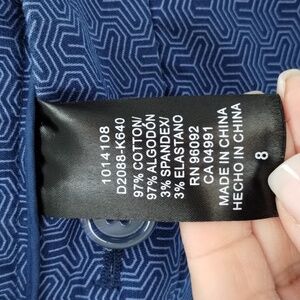 1014108
D2088-K640
97% COTTON/
97% ALGODÓN
3% SPANDEX/
3% ELASTANO
RN 96092
CA 04991
MADE IN CHINA
HECHO EN CHINA
8